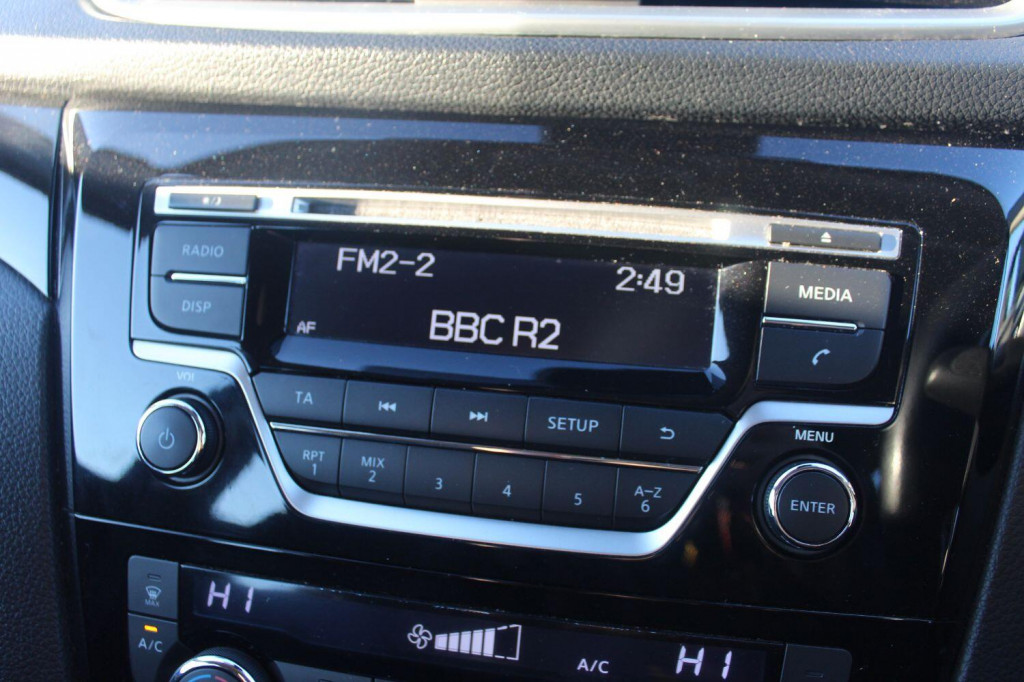 RADIO
DISP
FM2-2
2:49
AF
BBC R2
MEDIA
VOL
TA
SETUP
MENU
RPT
1
MIX
2
3
4
5
A-Z
6
ENTER
MAX
A/C
HI
A/C
HI